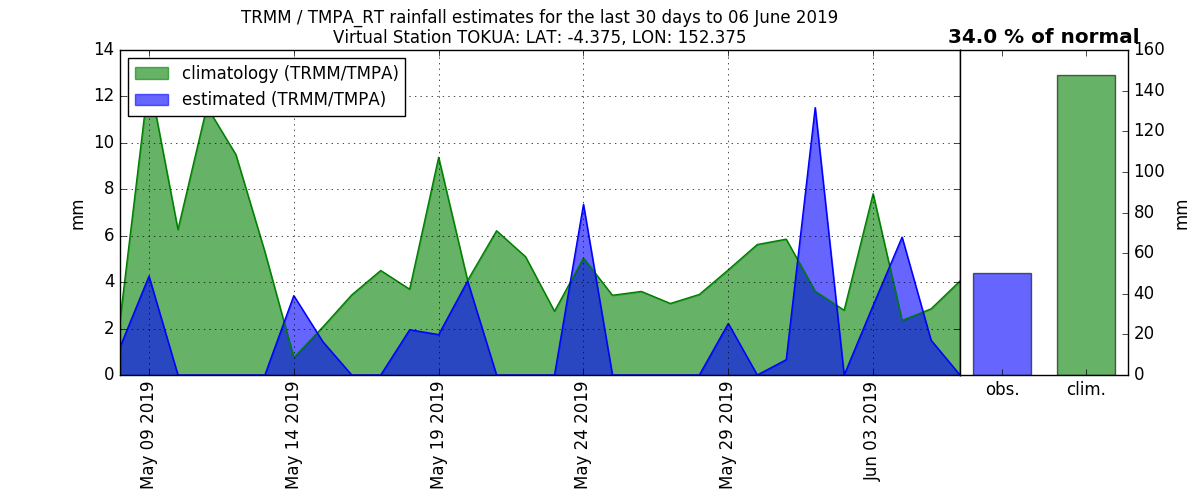 TRMM / TMPA_RT rainfall estimates for the last 30 days to 06 June 2019
Virtual Station TOKUA: LAT: -4.375, LON: 152.375
34.0 % of normal
climatology (TRMM/TMPA)
estimated (TRMM/TMPA)
mm
14
12
10
8
6
4
2
0
May 09 2019
May 14 2019
May 19 2019
May 24 2019
May 29 2019
Jun 03 2019
obs.
clim.
160
140
120
100
80
60
40
20
0
mm